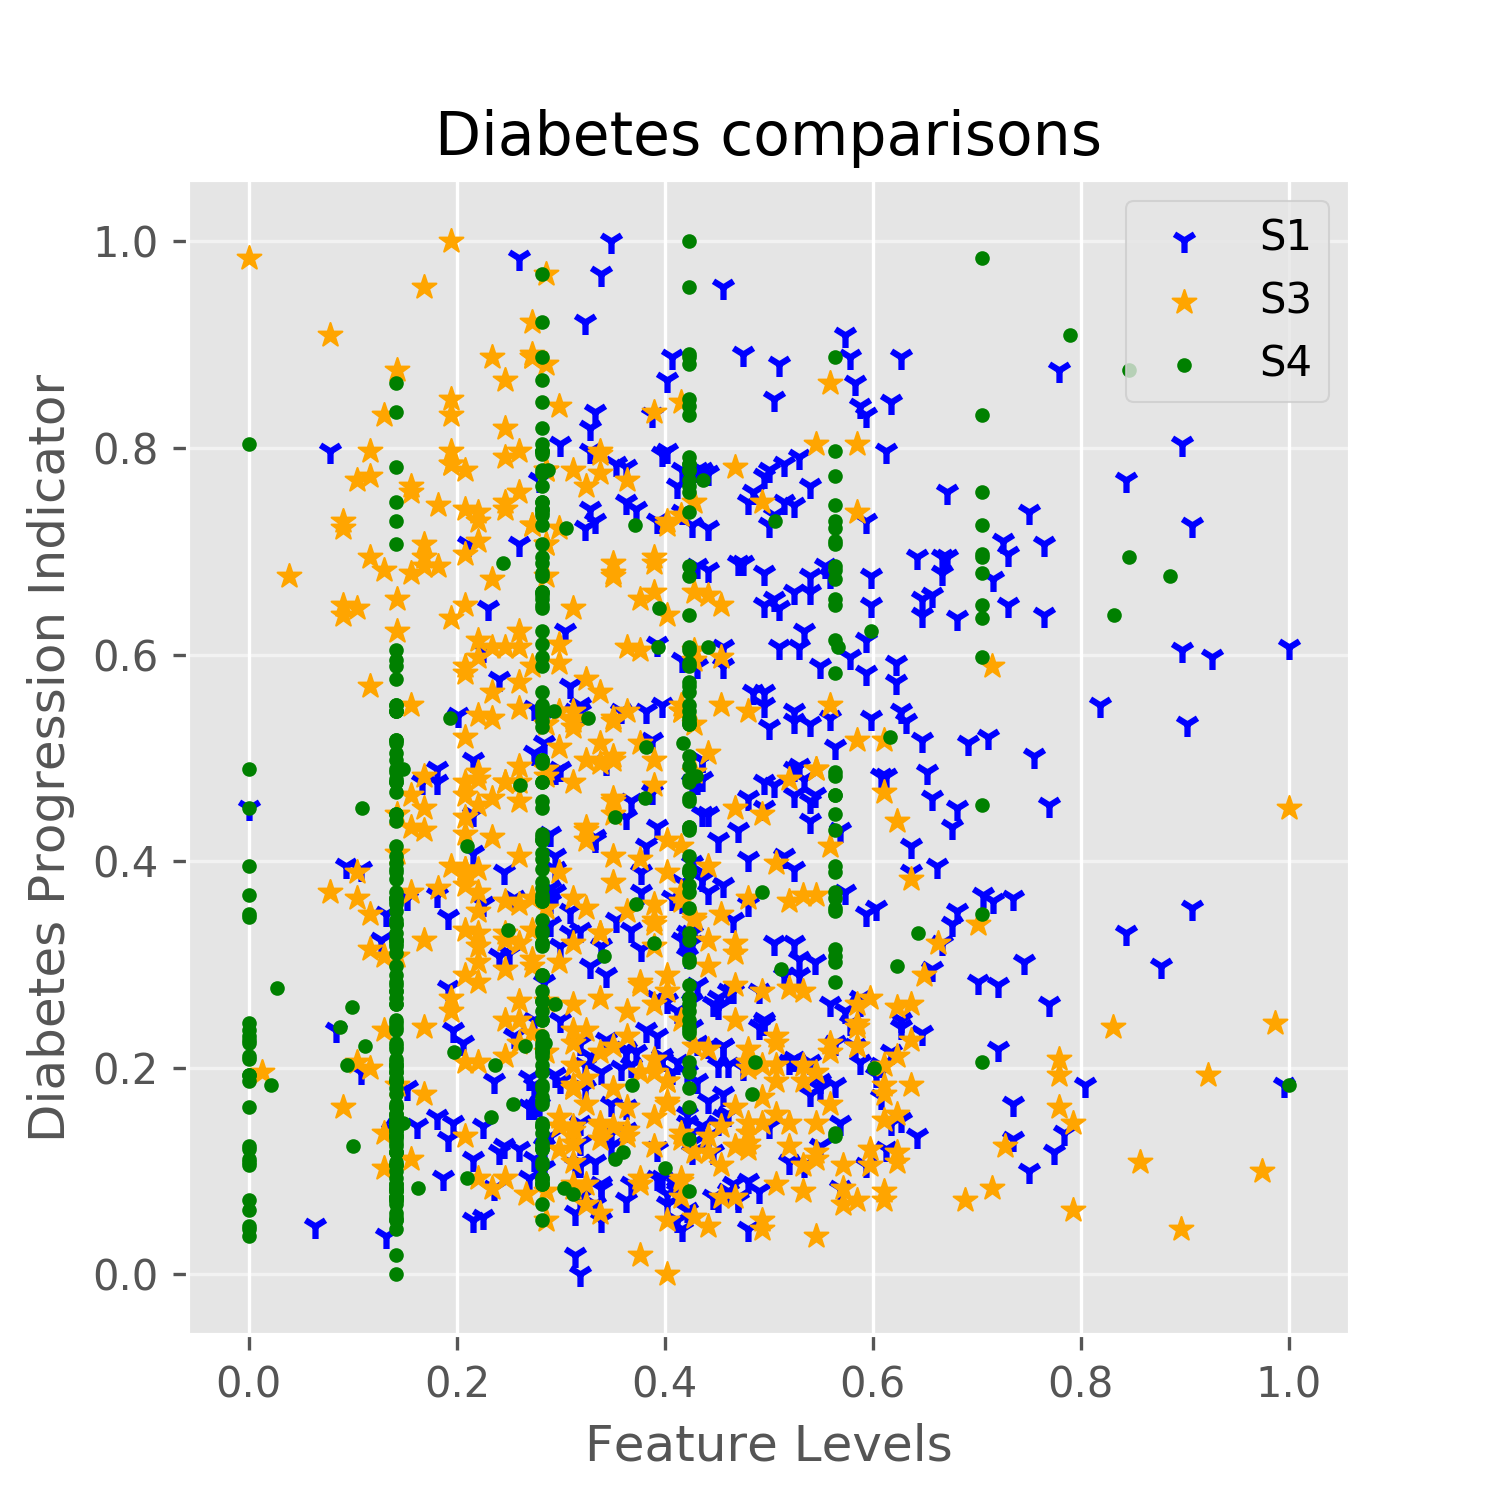 Diabetes comparisons
S1
S3
S4
Diabetes Progression Indicator
1.0
0.8
0.6
0.4
0.2
0.0
0.0 0.2 0.4 0.6 0.8 1.0
Feature Levels